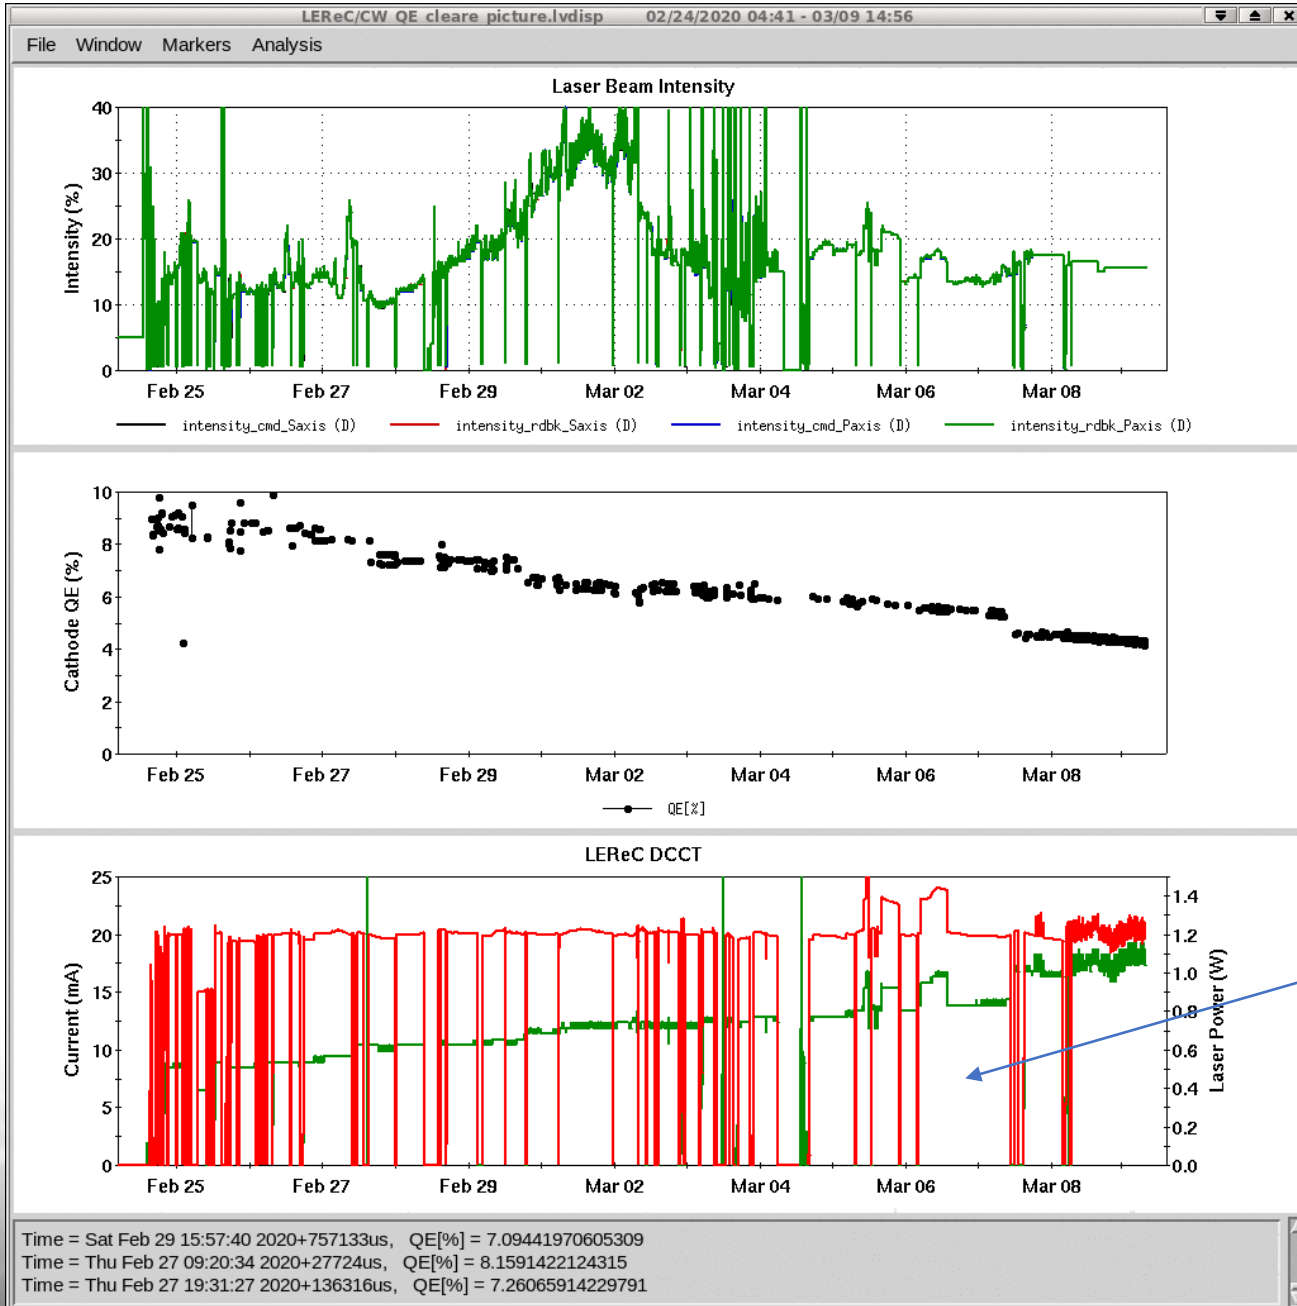 LEReC/CW QE cleare picture.lvdisp 02/24/2020 04:41 - 03/09 14:56
File Window Markers Analysis
Laser Beam Intensity
Intensity (%)
40
30
20
10
0
Feb 25 Feb 27 Feb 29 Mar 02 Mar 04 Mar 06 Mar 08
intensity_cmd_Saxis (D) intensity_rdbk_Saxis (D) intensity_cmd_Paxis (D) intensity_rdbk_Paxis (D)
Cathode QE (%)
10
8
6
4
2
0
Feb 25 Feb 27 Feb 29 Mar 02 Mar 04 Mar 06 Mar 08
QE[%]
LEReC DCCT
Current (mA)
25
20
15
10
5
0
1.4
1.2
1.0
0.8
0.6
0.4
0.2
0.0
Laser Power (W)
Feb 25 Feb 27 Feb 29 Mar 02 Mar 04 Mar 06 Mar 08
Time = Sat Feb 29 15:57:40 2020+757133us, QE[%] = 7.09441970605309
Time = Thu Feb 27 09:20:34 2020+27724us, QE[%] = 8.1591422124315
Time = Thu Feb 27 19:31:27 2020+136316us, QE[%] = 7.26065914229791